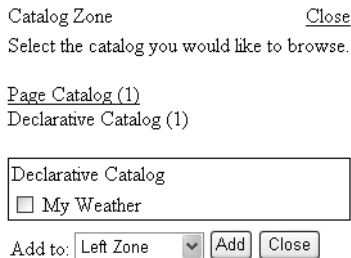 Catalog Zone Close
Select the catalog you would like to browse.
Page Catalog (1)
Declarative Catalog (1)
Declarative Catalog
My Weather
Add to: Left Zone Add Close